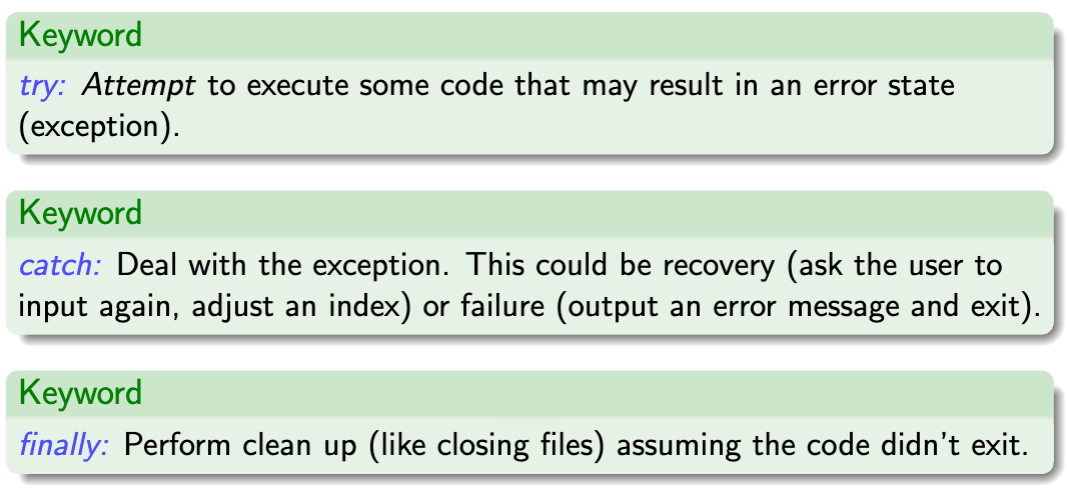 Keyword
try: Attempt to execute some code that may result in an error state
(exception).
Keyword
catch: Deal with the exception. This could be recovery (ask the user to
input again, adjust an index) or failure (output an error message and exit).
Keyword
finally: Perform clean up (like closing files) assuming the code didn't exit.